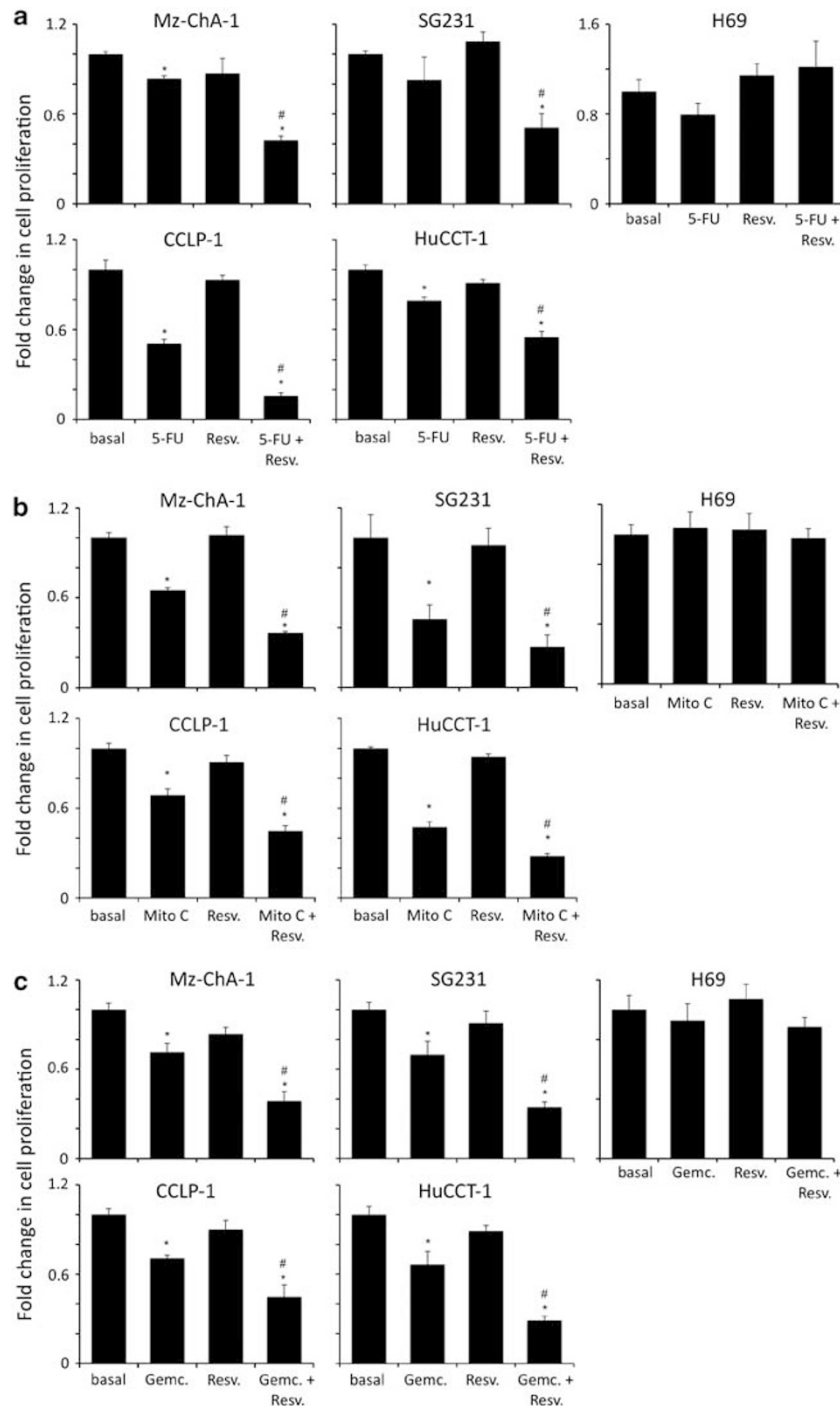 a
Mz-ChA-1
SG231
H69
Fold change in cell proliferation
1.2
0.6
0
1.6
0.8
0
basal
5-FU
Resv.
5-FU +
Resv.
CCLP-1
HuCCT-1
1.2
0.6
0
* # *
# *
* # *
* # *
basal
5-FU
Resv.
5-FU +
Resv.
basal
5-FU
Resv.
5-FU +
Resv.
b
Mz-ChA-1
SG231
H69
Fold change in cell proliferation
1.2
0.6
0
* # *
* # *
basal
Mito C
Resv.
Mito C +
Resv.
CCLP-1
HuCCT-1
1.2
0.6
0
* # *
* # *
basal
Mito C
Resv.
Mito C +
Resv.
basal
Mito C
Resv.
Mito C +
Resv.
c
Mz-ChA-1
SG231
H69
Fold change in cell proliferation
1.2
0.6
0
* # *
* # *
basal
Gemc.
Resv.
Gemc. +
Resv.
CCLP-1
HuCCT-1
1.2
0.6
0
* # *
* # *
basal
Gemc.
Resv.
Gemc. +
Resv.
basal
Gemc.
Resv.
Gemc. +
Resv.